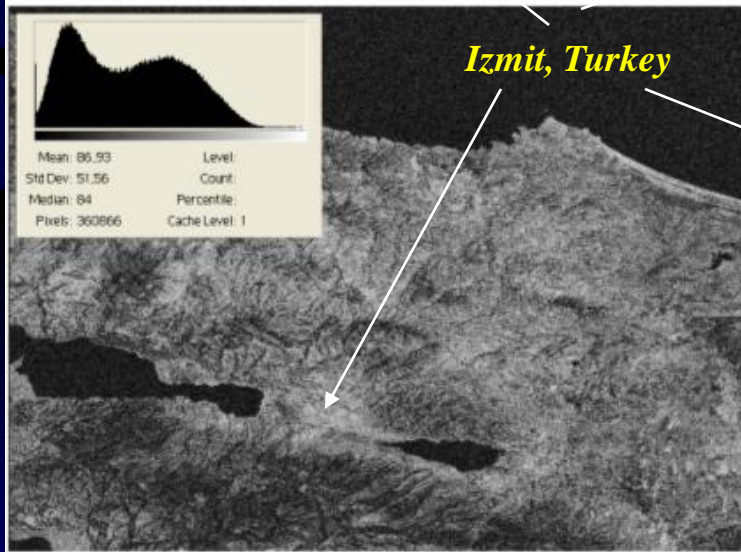 Izmit, Turkey
Mean: 86,93
Level:
Std Dev: 51,56
Count:
Median: 84
Percentile:
Pixels: 360866
Cache Level: 1